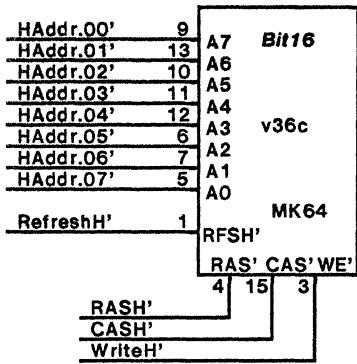 HAddr.00' 9 A7 Bit16
HAddr.01' 13 A6
HAddr.02' 10 A5
HAddr.03' 11 A4
HAddr.04' 12 A3 v36c
HAddr.05' 6 A2
HAddr.06' 7 A1
HAddr.07' 5 A0
MK64
RefreshH' 1 RFSH'
RAS' CAS' WE'
4 15 3
RASH'
CASH'
WriteH'